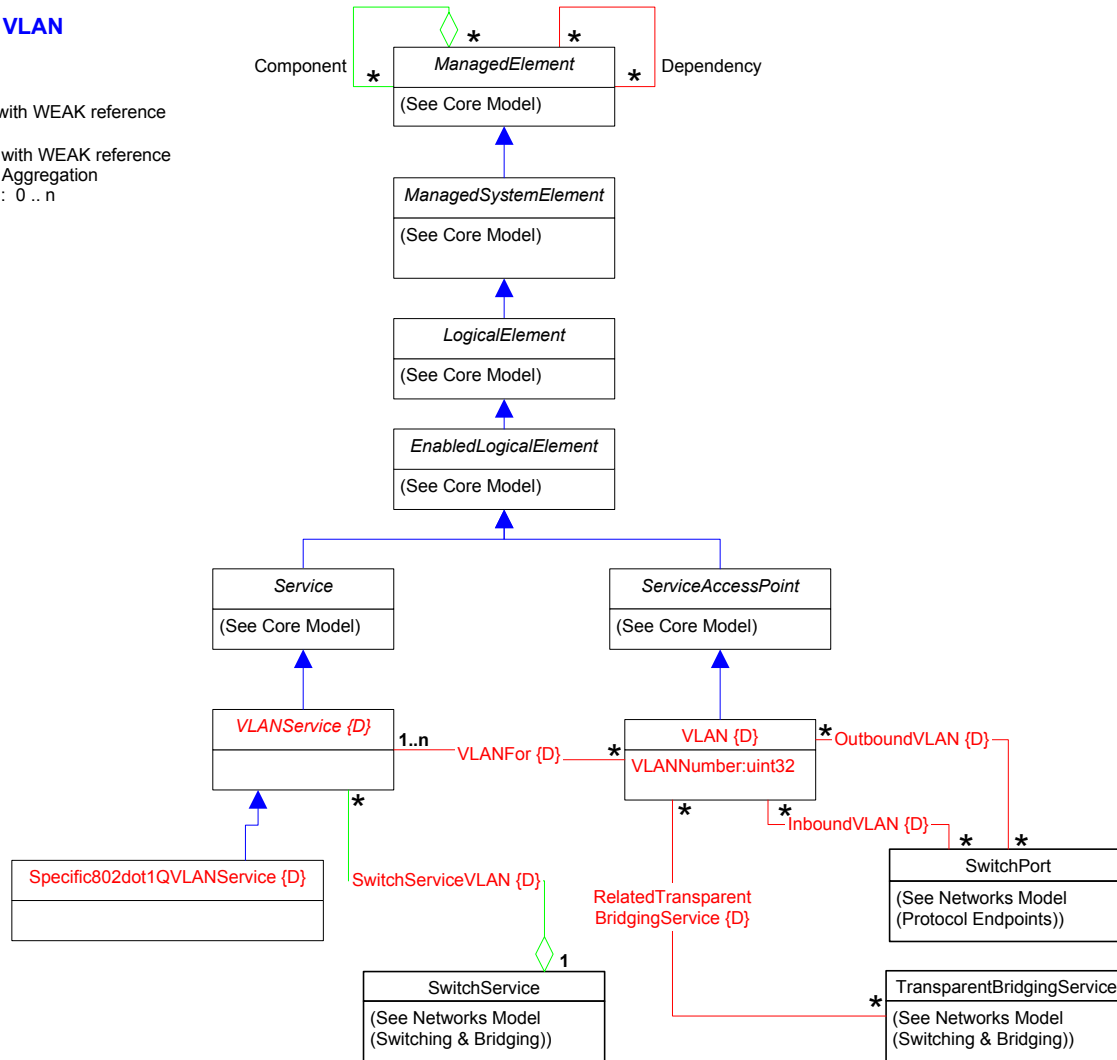 VLAN
*
*
Component
*
ManagedElement
*
Dependency
(See Core Model)
with WEAK reference
with WEAK reference
Aggregation
: 0 .. n
ManagedSystemElement
(See Core Model)
LogicalElement
(See Core Model)
EnabledLogicalElement
(See Core Model)
Service
(See Core Model)
ServiceAccessPoint
(See Core Model)
VLANService {D}
1..n
VLANFor {D}
*
VLAN {D}
VLANNumber:uint32
*
OutboundVLAN {D}
*
*
*
InboundVLAN {D}
*
*
Specific802dot1QVLANService {D}
SwitchServiceVLAN {D}
RelatedTransparent
BridgingService {D}
SwitchPort
(See Networks Model
(Protocol Endpoints))
1
SwitchService
(See Networks Model
(Switching & Bridging))
*
TransparentBridgingService
(See Networks Model
(Switching & Bridging))